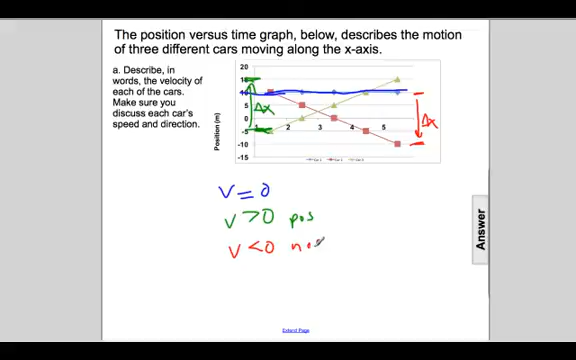 The position versus time graph, below, describes the motion
of three different cars moving along the x-axis.
a. Describe, in
words, the velocity of
each of the cars.
Make sure you
discuss each car's
speed and direction.
Position (m)
20
15
10
5
0
-5
-10
-15
1 2 3 4 5
Δx
Δx
v = 0
v > 0 pos
v < 0
Answer
Extend Page